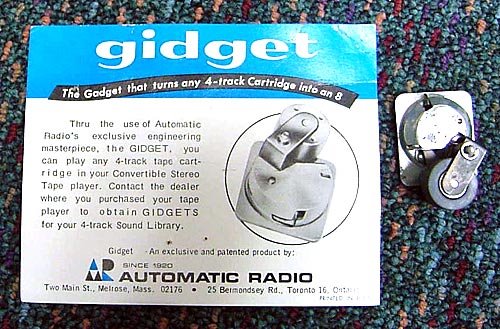 gidget
The Gadget that turns any 4-track Cartridge into an 8
Thru the use of Automatic
Radio's exclusive engineering
masterpiece, the GIDGET, you
can play any 4-track tape cart-
ridge in your Convertible Stereo
Tape player. Contact the dealer
where you purchased your tape
player to obtain GIDGETS
for your 4-track Sound Library.
Gidget - An exclusive and patented product by:
SINCE 1920
AR AUTOMATIC RADIO
Two Main St., Melrose, Mass. 02176 • 25 Bermondsey Rd., Toronto 16, Ontario
PRINTED IN